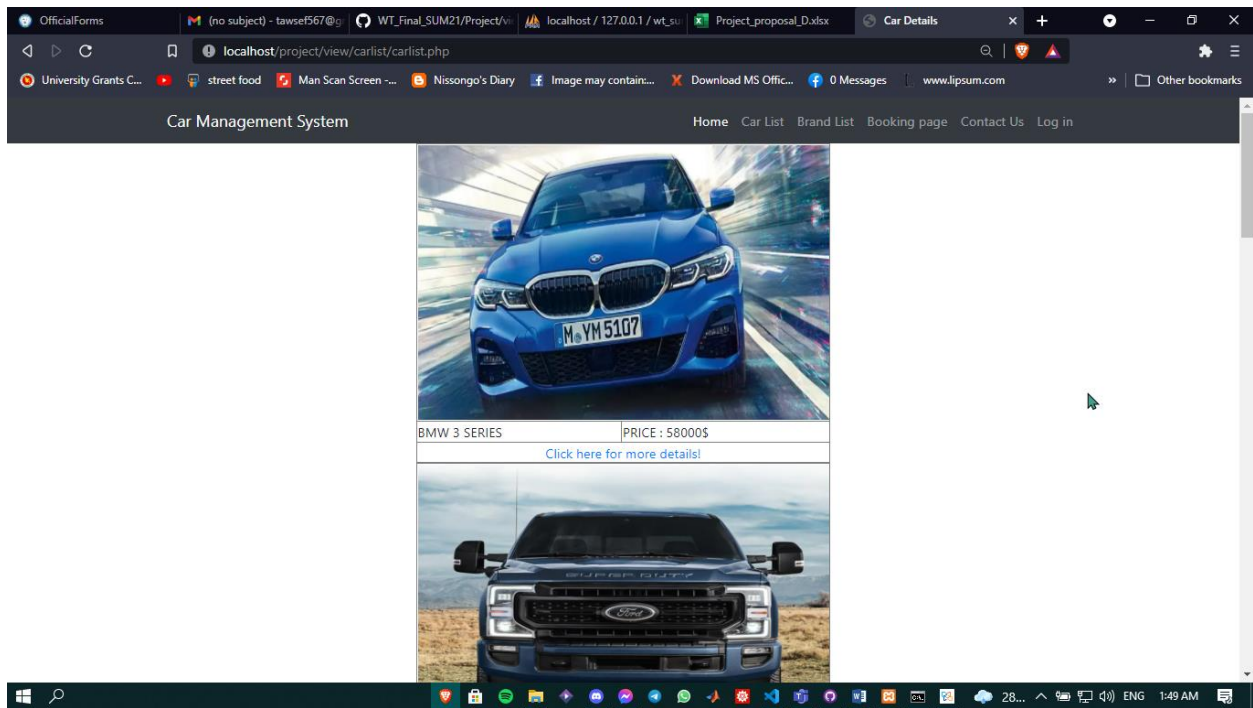 OfficialForms
(no subject) - tawsef567@g
WT_Final_SUM21/Project/vi
localhost / 127.0.0.1 / wt_su
Project_proposal_D.xlsx
Car Details
localhost/project/view/carlist/carlist.php
University Grants C...
street food
Man Scan Screen -...
Nissongo's Diary
Image may contain:...
Download MS Offic...
0 Messages
www.lipsum.com
Other bookmarks
Car Management System
Home Car List Brand List Booking page Contact Us Log in
M YM 5107
BMW 3 SERIES
PRICE : 58000$
Click here for more details!
SUPER DUTY
Ford
28...
ENG
1:49 AM